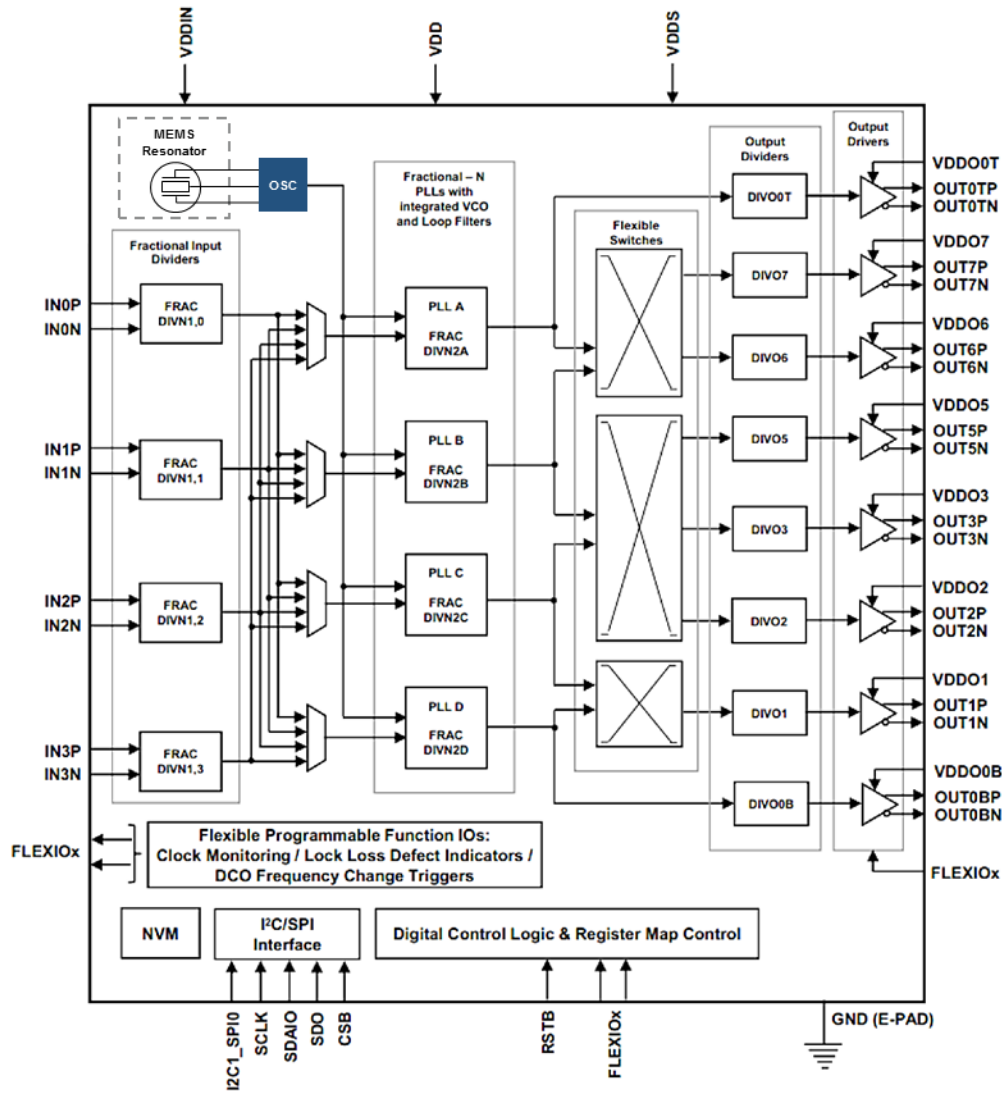 VDDIN
VDD
VDDS
MEMS
Resonator
OSC
Fractional – N
PLLs with
integrated VCO
and Loop Filters
Output
Dividers
Output
Drivers
Fractional Input
Dividers
Flexible
Switches
IN0P
IN0N
FRAC
DIVN1,0
IN1P
IN1N
FRAC
DIVN1,1
IN2P
IN2N
FRAC
DIVN1,2
IN3P
IN3N
FRAC
DIVN1,3
PLL A
FRAC
DIVN2A
PLL B
FRAC
DIVN2B
PLL C
FRAC
DIVN2C
PLL D
FRAC
DIVN2D
DIVO0T
DIVO7
DIVO6
DIVO5
DIVO3
DIVO2
DIVO1
DIVO0B
VDDO0T
OUT0TP
OUT0TN
VDDO7
OUT7P
OUT7N
VDDO6
OUT6P
OUT6N
VDDO5
OUT5P
OUT5N
VDDO3
OUT3P
OUT3N
VDDO2
OUT2P
OUT2N
VDDO1
OUT1P
OUT1N
VDDO0B
OUT0BP
OUT0BN
FLEXIOx
FLEXIOx
Flexible Programmable Function IOs:
Clock Monitoring / Lock Loss Defect Indicators /
DCO Frequency Change Triggers
NVM
I²C/SPI
Interface
Digital Control Logic & Register Map Control
I2C1_SPI0
SCLK
SDAIO
SDO
CSB
RSTB
FLEXIOx
GND (E-PAD)